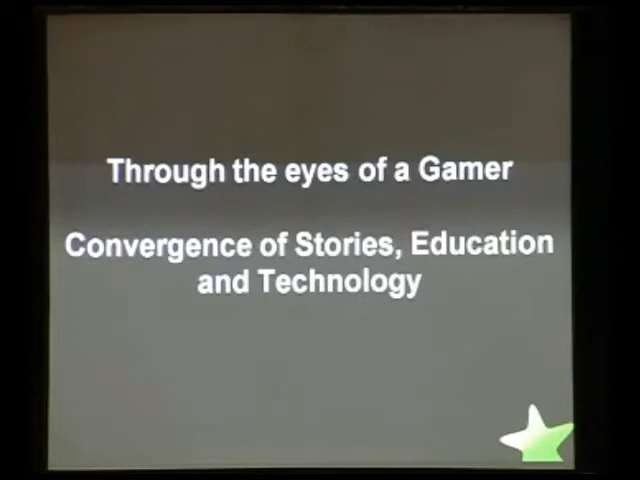 Through the eyes of a Gamer
Convergence of Stories, Education
and Technology